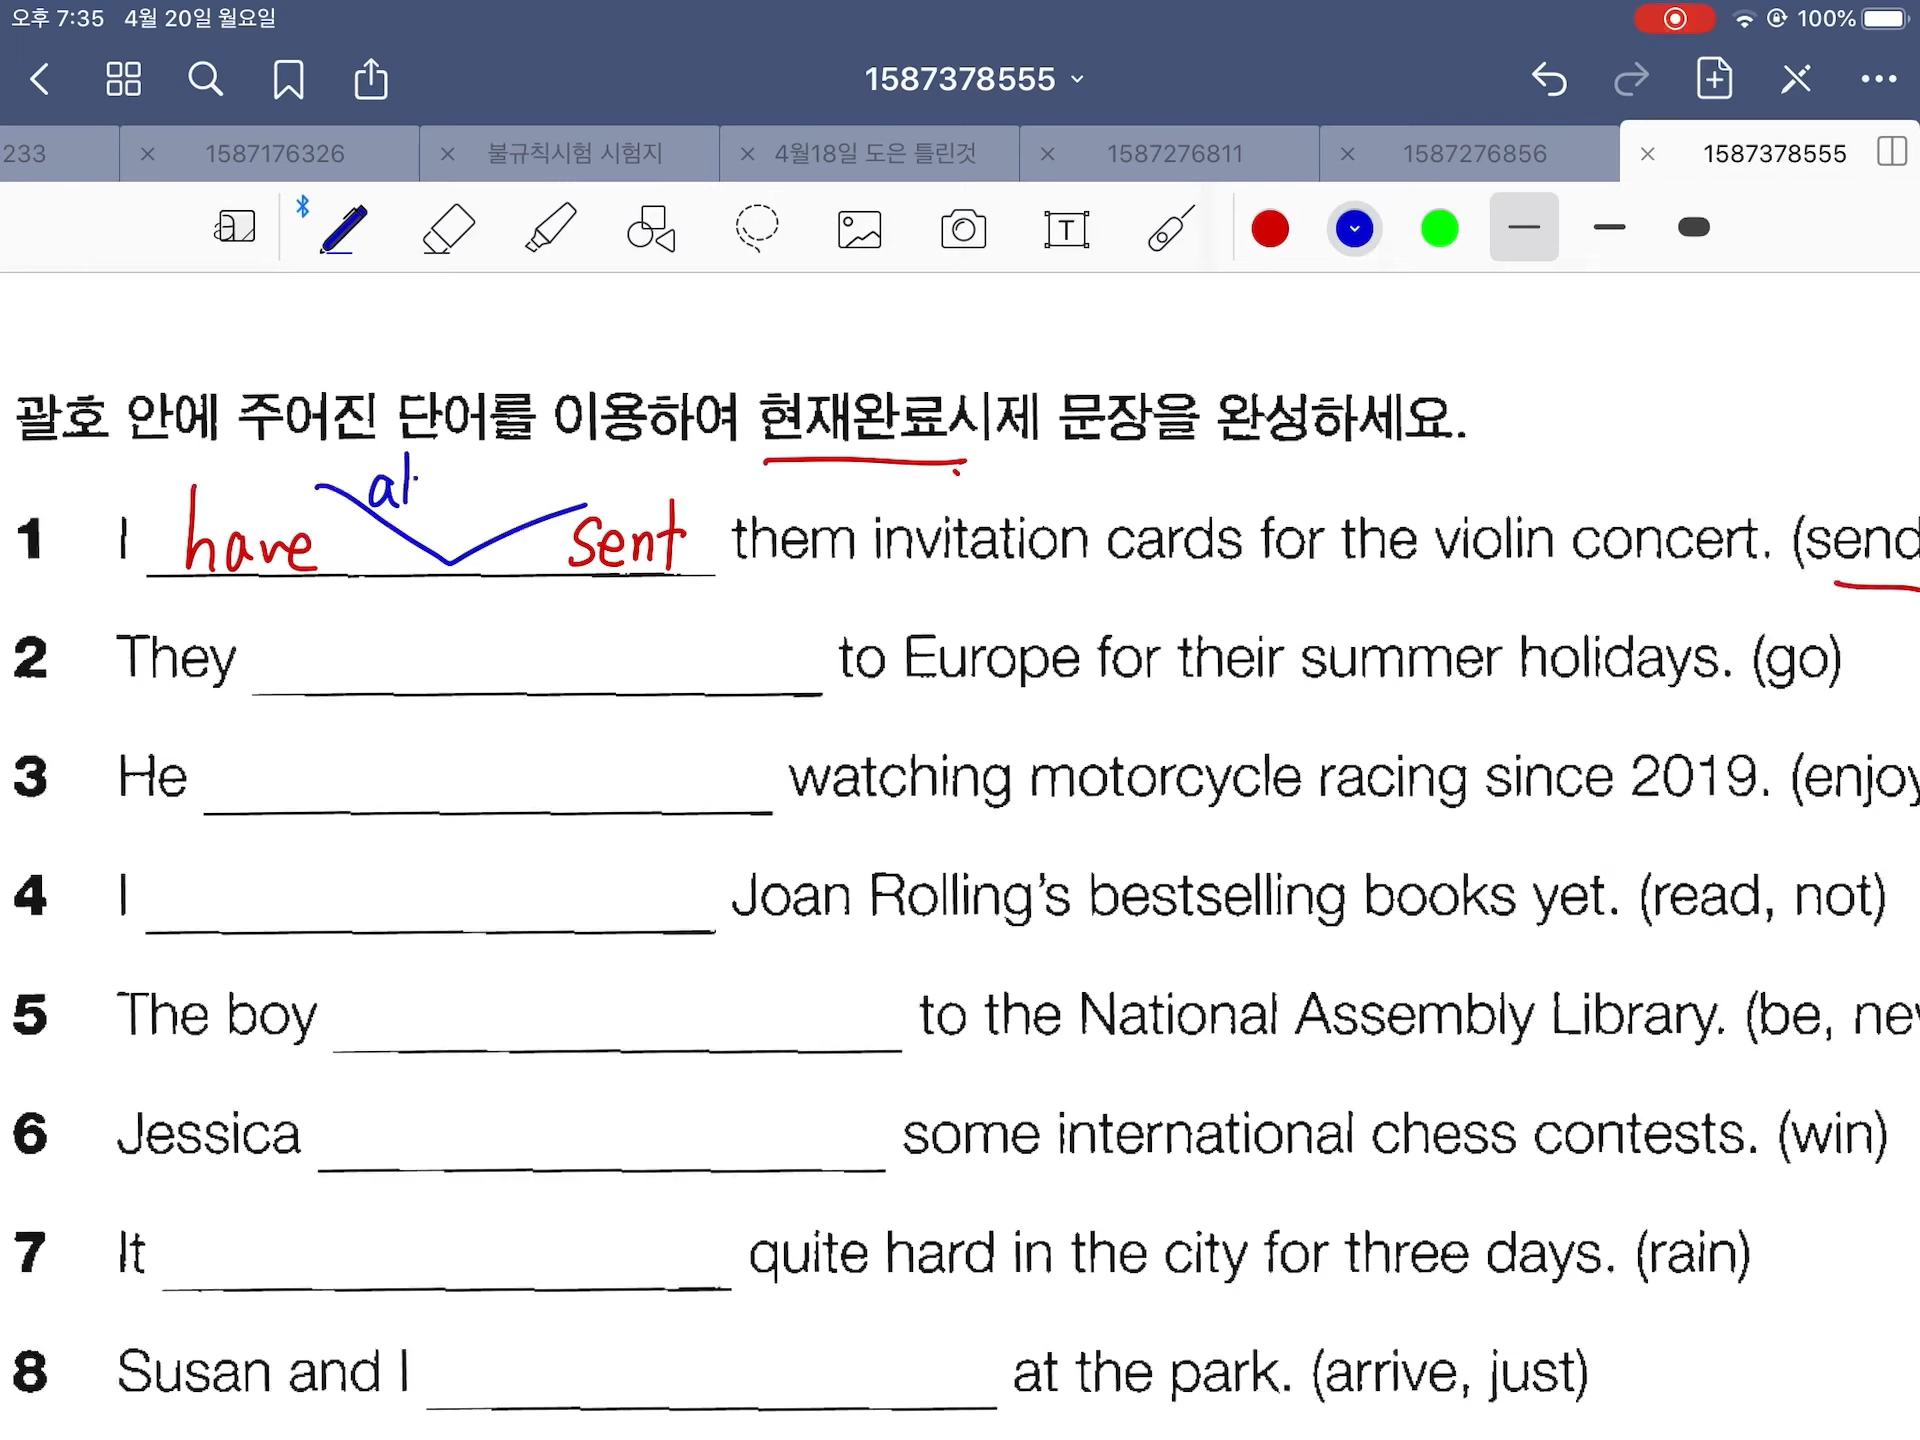 오후 7:35 4월 20일 월요일 100%
1587378555
233 1587176326 불규칙시험 시험지 4월18일 도은 틀린것 1587276811 1587276856 1587378555
괄호 안에 주어진 단어를 이용하여 현재완료시제 문장을 완성하세요.
al
1 I have sent them invitation cards for the violin concert. (send
2 They to Europe for their summer holidays. (go)
3 He watching motorcycle racing since 2019. (enjoy
4 I Joan Rolling's bestselling books yet. (read, not)
5 The boy to the National Assembly Library. (be, nev
6 Jessica some international chess contests. (win)
7 It quite hard in the city for three days. (rain)
8 Susan and I at the park. (arrive, just)